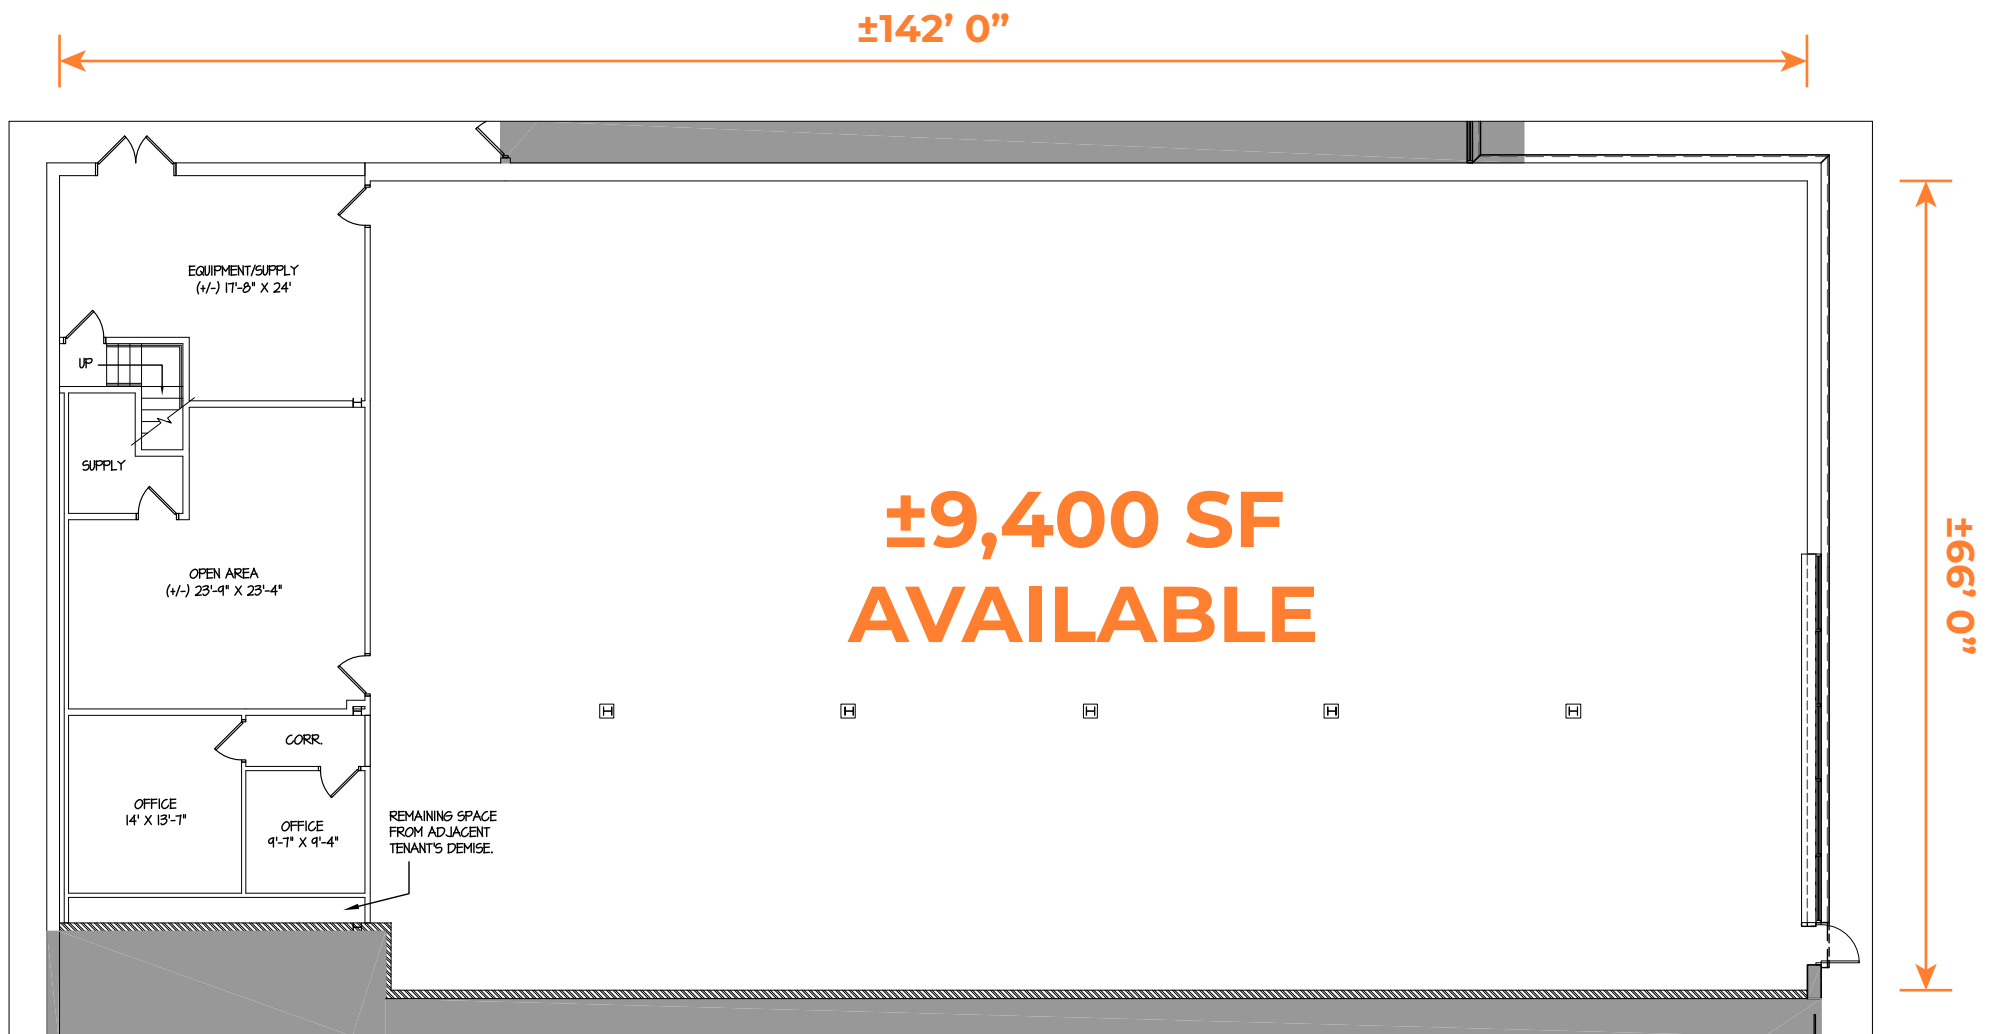 ±142’ 0”
EQUIPMENT/SUPPLY
(+/-) 17'-8" X 24'
UP
SUPPLY
OPEN AREA
(+/-) 23'-9" X 23'-4"
±9,400 SF
AVAILABLE
±66’ 0”
CORR.
OFFICE
14' X 13'-7"
OFFICE
9'-7" X 9'-4"
REMAINING SPACE
FROM ADJACENT
TENANT'S DEMISE.